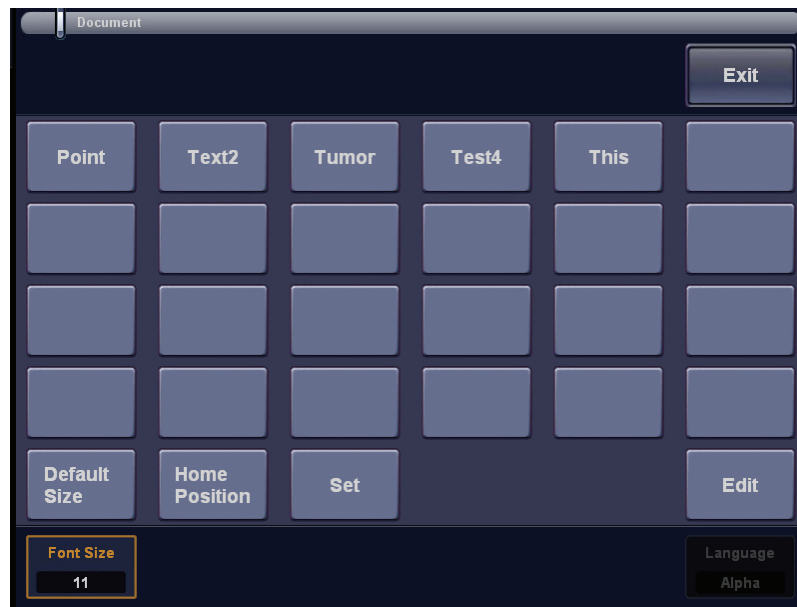 Document
Exit
Point
Text2
Tumor
Test4
This
Default
Size
Home
Position
Set
Edit
Font Size
11
Language
Alpha